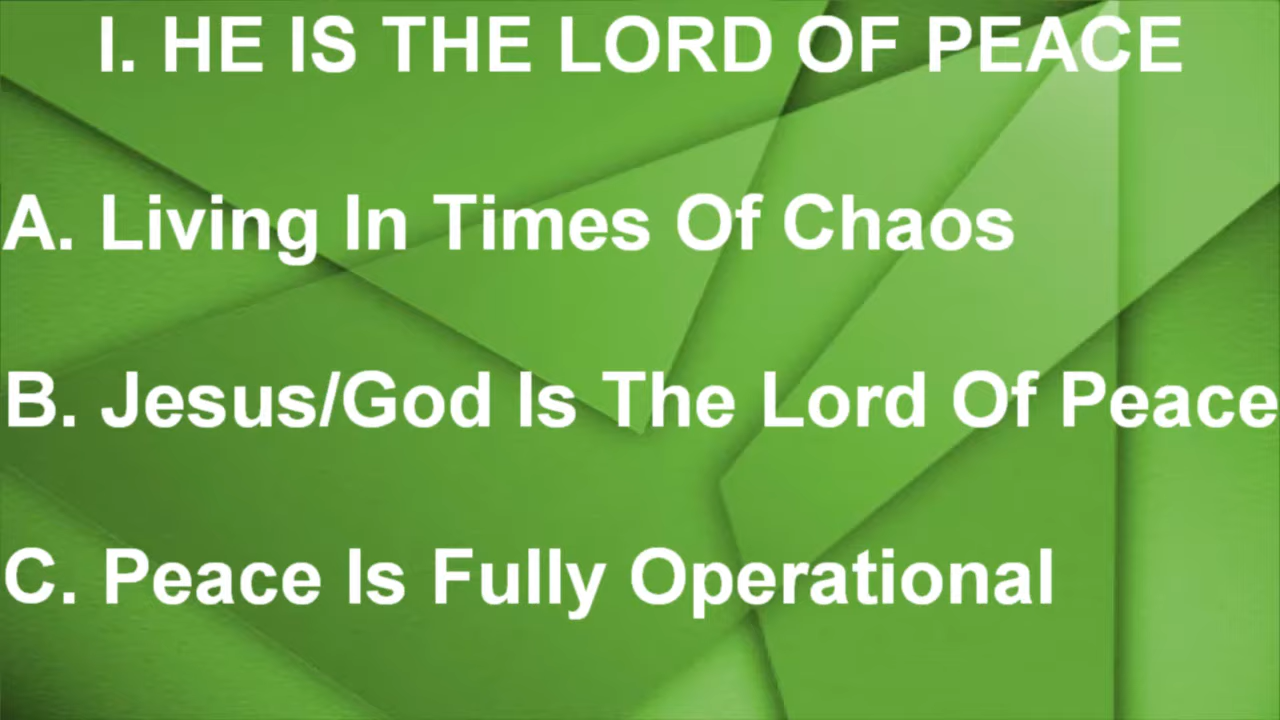 I. HE IS THE LORD OF PEACE
A. Living In Times Of Chaos
B. Jesus/God Is The Lord Of Peace
C. Peace Is Fully Operational